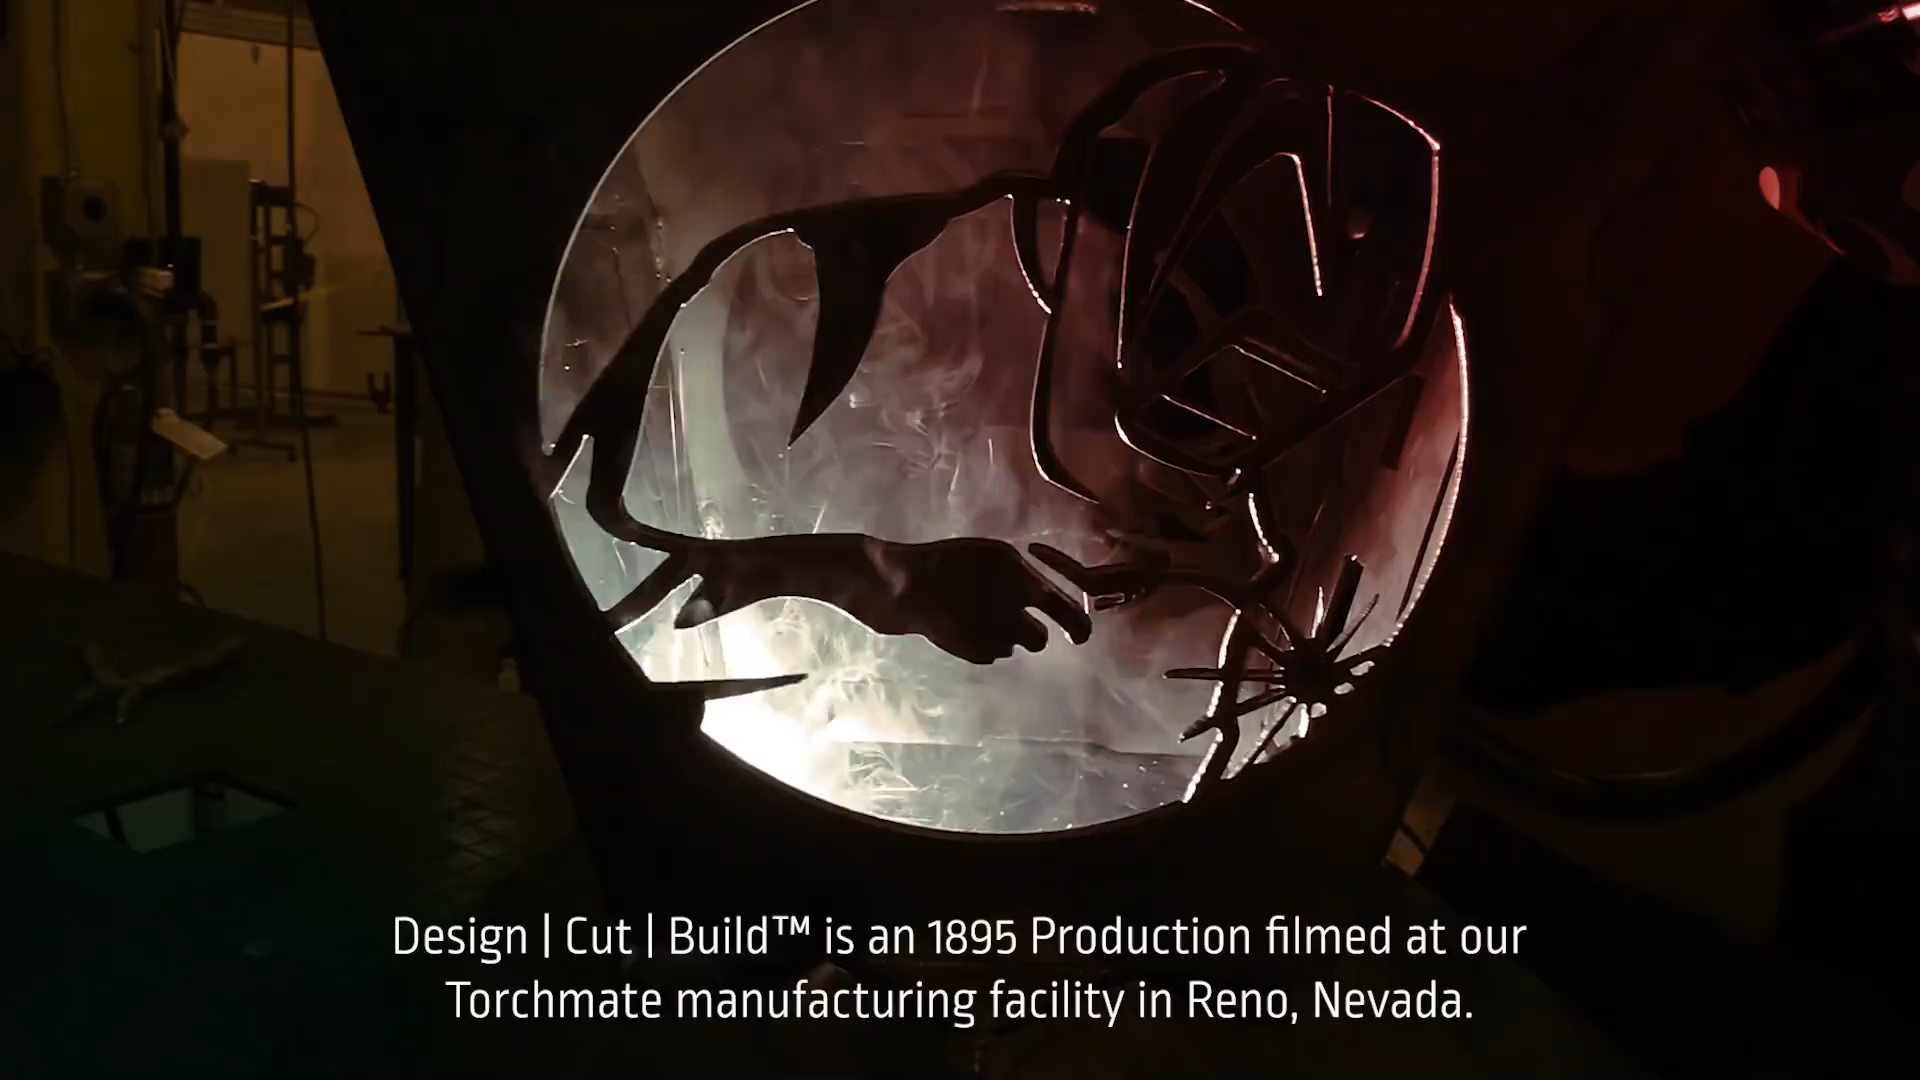 Design | Cut | Build™ is an 1895 Production filmed at our
Torchmate manufacturing facility in Reno, Nevada.